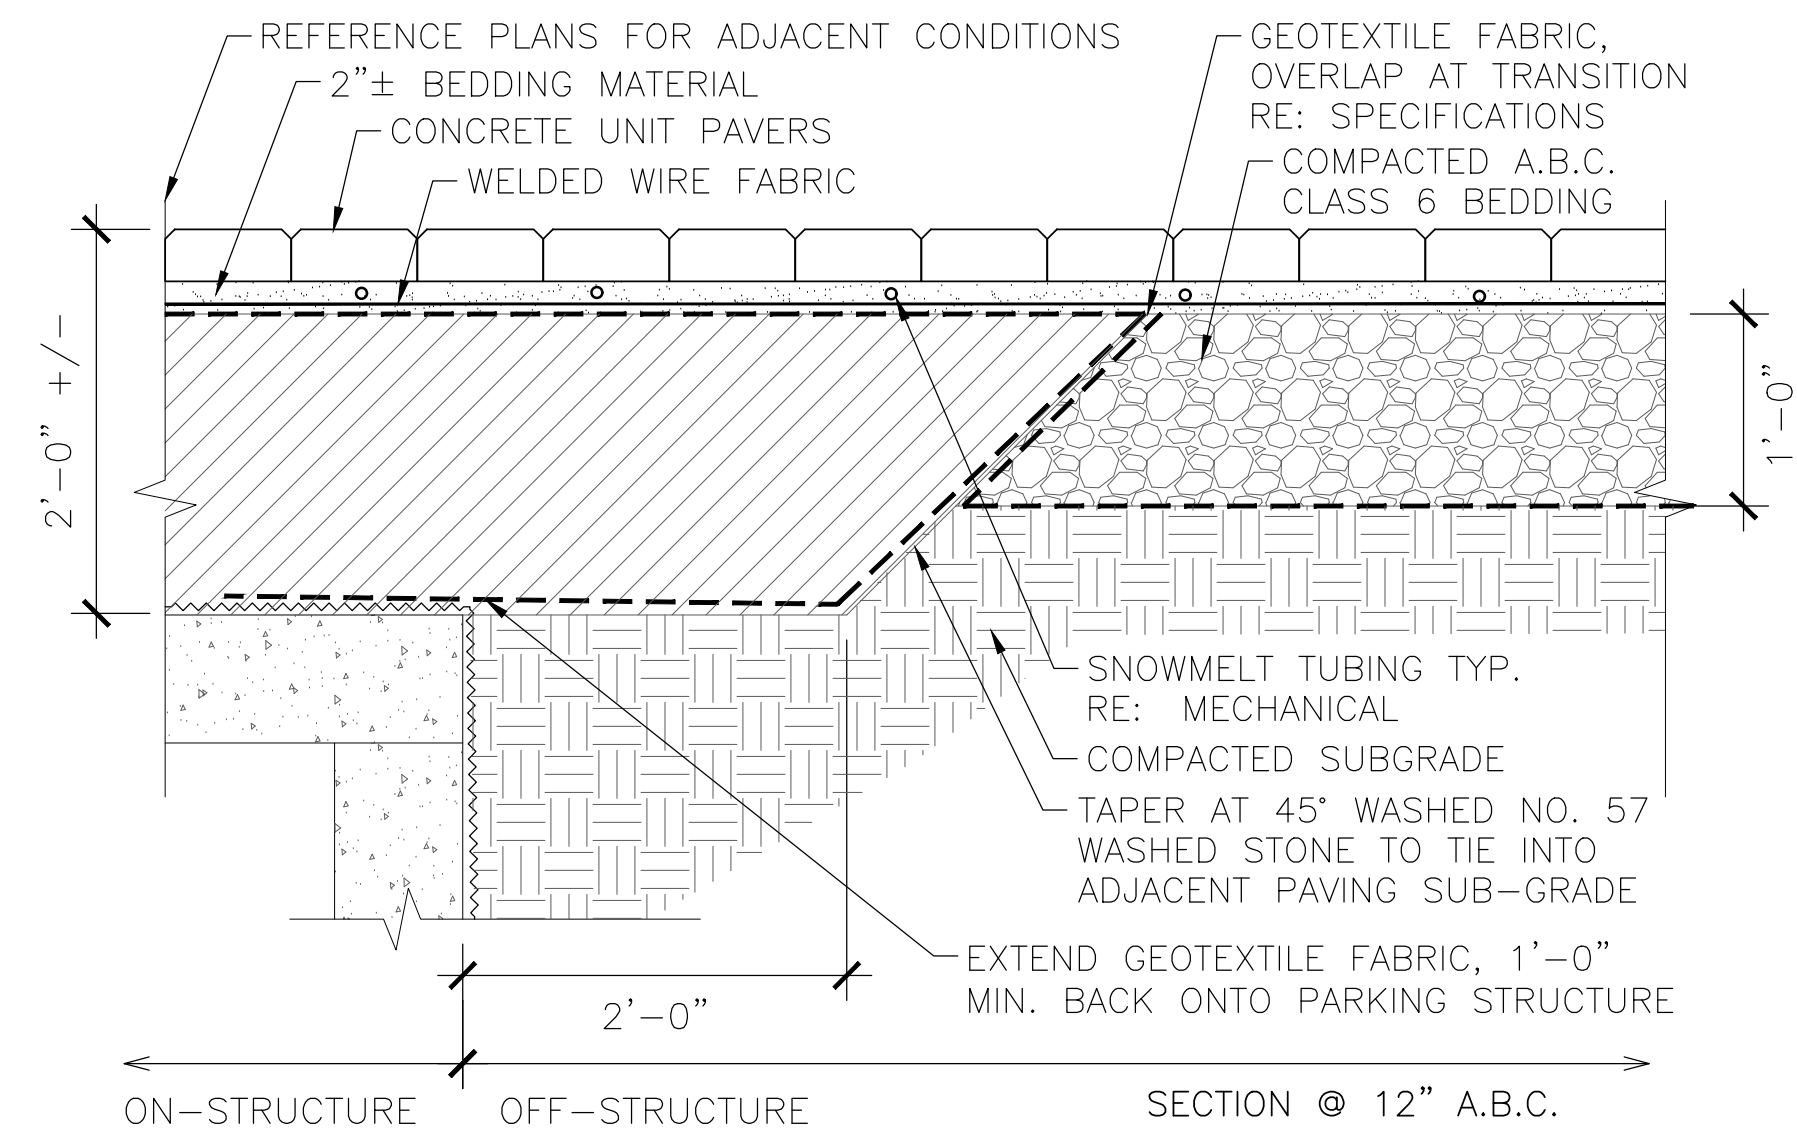 REFERENCE PLANS FOR ADJACENT CONDITIONS
2"± BEDDING MATERIAL
CONCRETE UNIT PAVERS
WELDED WIRE FABRIC
GEOTEXTILE FABRIC,
OVERLAP AT TRANSITION
RE: SPECIFICATIONS
COMPACTED A.B.C.
CLASS 6 BEDDING
2'-0" +/-
1'-0"
SNOWMELT TUBING TYP.
RE: MECHANICAL
COMPACTED SUBGRADE
TAPER AT 45° WASHED NO. 57
WASHED STONE TO TIE INTO
ADJACENT PAVING SUB-GRADE
EXTEND GEOTEXTILE FABRIC, 1'-0"
MIN. BACK ONTO PARKING STRUCTURE
2'-0"
ON-STRUCTURE
OFF-STRUCTURE
SECTION @ 12" A.B.C.